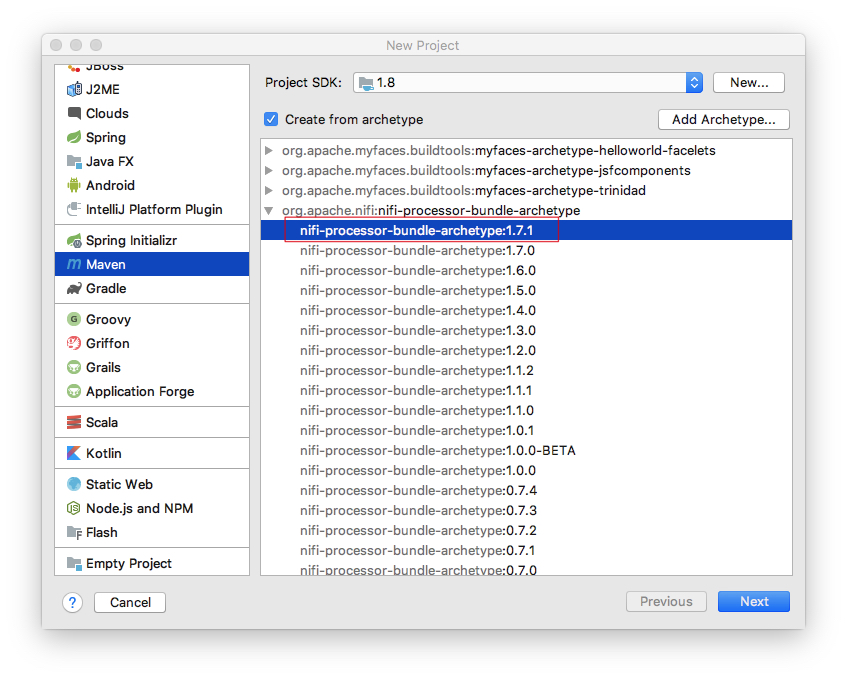 New Project
JBoss
J2ME
Clouds
Spring
Java FX
Android
IntelliJ Platform Plugin
Spring Initializr
Maven
Gradle
Groovy
Griffon
Grails
Application Forge
Scala
Kotlin
Static Web
Node.js and NPM
Flash
Empty Project
Project SDK: 1.8 New...
Create from archetype Add Archetype...
org.apache.myfaces.buildtools:myfaces-archetype-helloworld-facelets
org.apache.myfaces.buildtools:myfaces-archetype-jsfcomponents
org.apache.myfaces.buildtools:myfaces-archetype-trinidad
org.apache.nifi:nifi-processor-bundle-archetype
nifi-processor-bundle-archetype:1.7.1
nifi-processor-bundle-archetype:1.7.0
nifi-processor-bundle-archetype:1.6.0
nifi-processor-bundle-archetype:1.5.0
nifi-processor-bundle-archetype:1.4.0
nifi-processor-bundle-archetype:1.3.0
nifi-processor-bundle-archetype:1.2.0
nifi-processor-bundle-archetype:1.1.2
nifi-processor-bundle-archetype:1.1.1
nifi-processor-bundle-archetype:1.1.0
nifi-processor-bundle-archetype:1.0.1
nifi-processor-bundle-archetype:1.0.0-BETA
nifi-processor-bundle-archetype:1.0.0
nifi-processor-bundle-archetype:0.7.4
nifi-processor-bundle-archetype:0.7.3
nifi-processor-bundle-archetype:0.7.2
nifi-processor-bundle-archetype:0.7.1
nifi-processor-bundle-archetype:0.7.0
? Cancel Previous Next